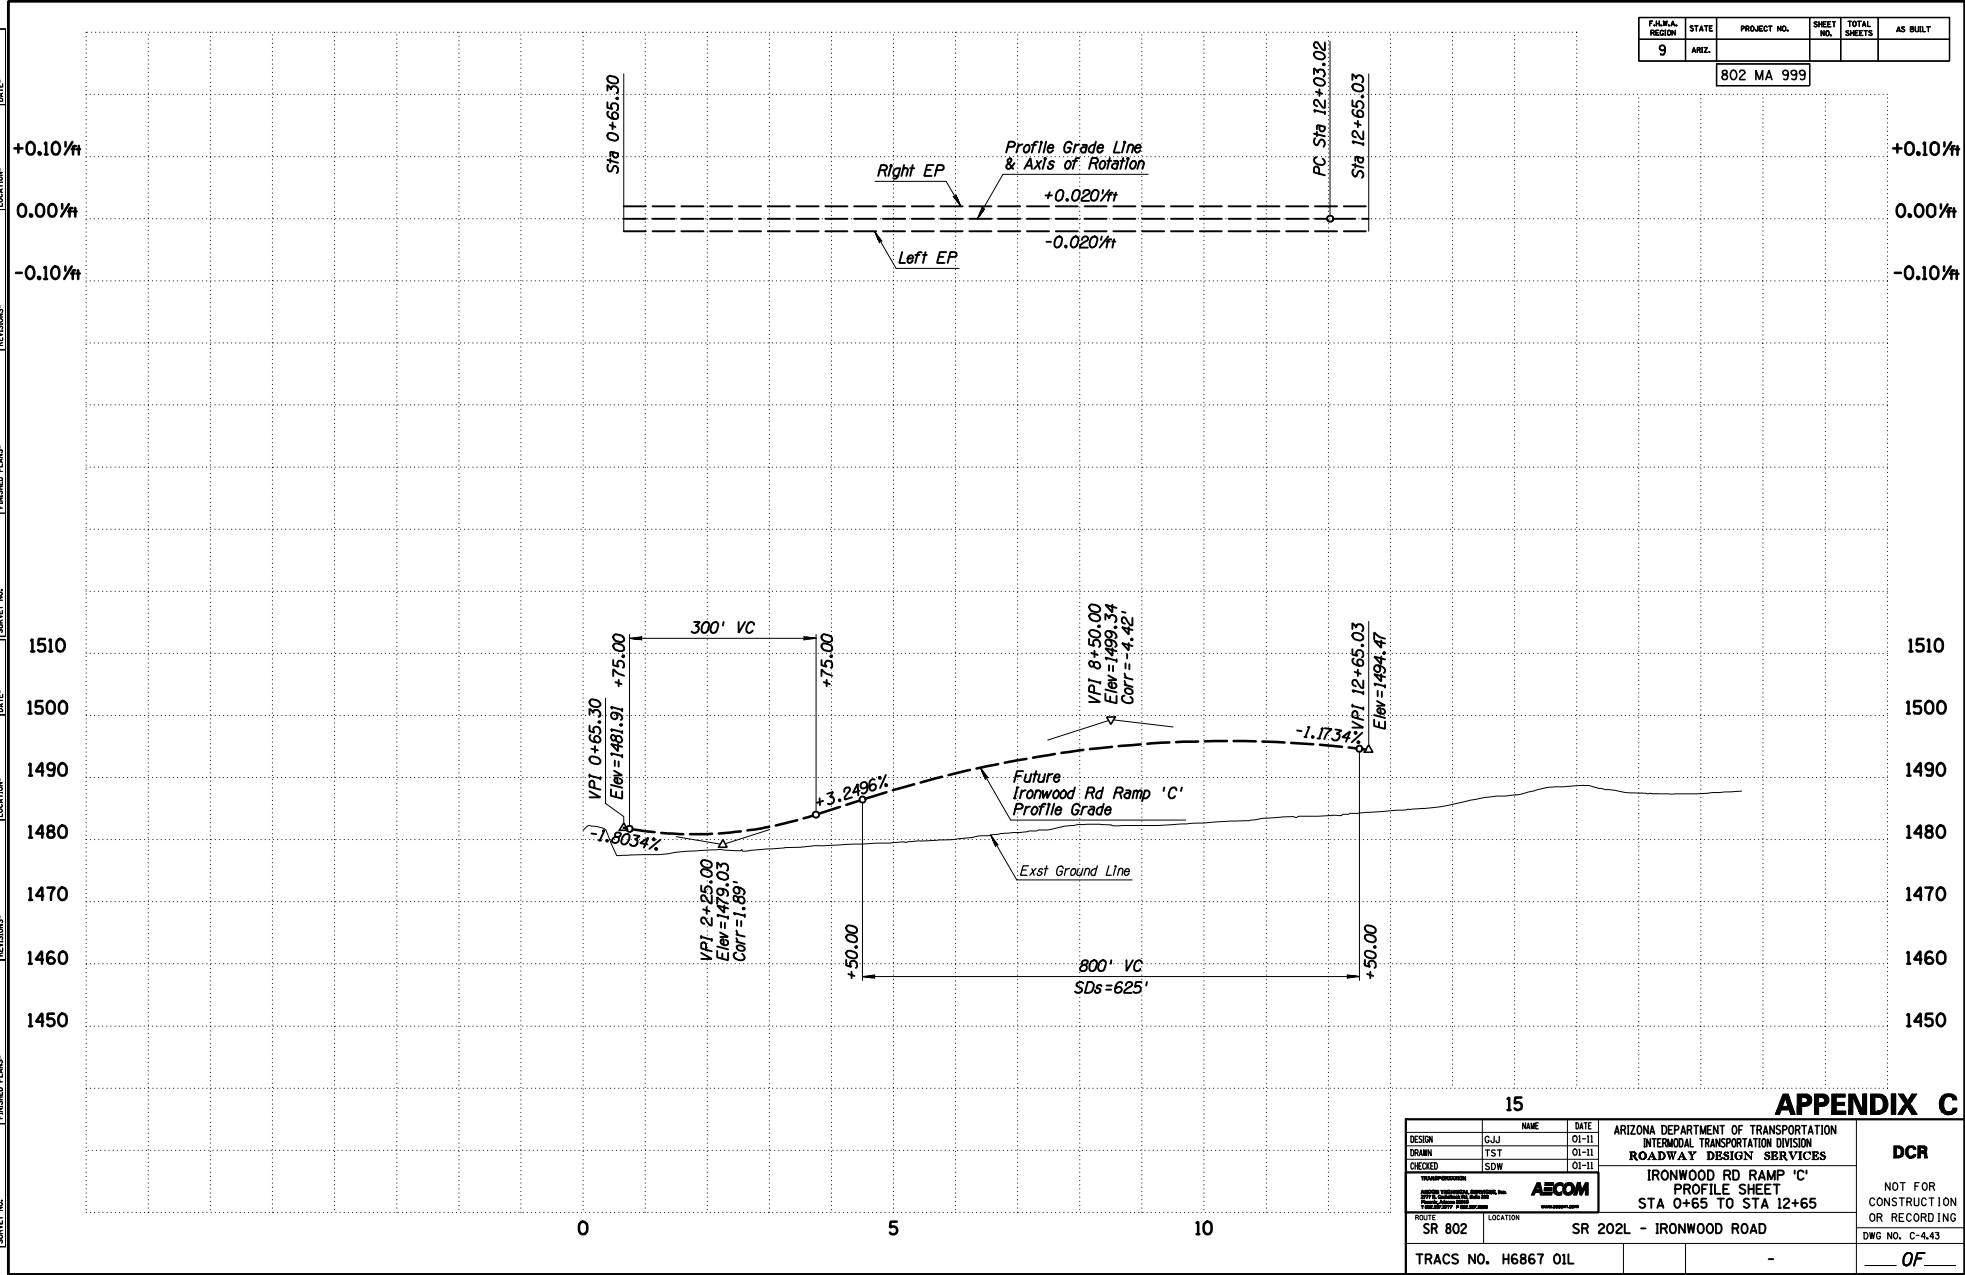 F.H.W.A. REGION
STATE
PROJECT NO.
SHEET NO.
TOTAL SHEETS
AS BUILT
9
ARIZ.
802 MA 999
Sta 0+65.30
PC Sta 12+03.02
Sta 12+65.03
+0.10'/ft
+0.10'/ft
Profile Grade Line
& Axis of Rotation
Right EP
+0.020'/ft
0.00'/ft
0.00'/ft
-0.020'/ft
Left EP
-0.10'/ft
-0.10'/ft
1510
1510
300' VC
+75.00
+75.00
VPI 8+50.00
Elev=1499.34
Corr=-4.42'
VPI 12+65.03
Elev=1494.47
1500
1500
VPI 0+65.30
Elev=1481.91
-1.1734%
1490
1490
+3.2496%
Future
Ironwood Rd Ramp 'C'
Profile Grade
1480
1480
-1.8034%
Exst Ground Line
VPI 2+25.00
Elev=1479.03
Corr=1.89'
1470
1470
+50.00
+50.00
1460
1460
800' VC
SDs=625'
1450
1450
0
5
10
15
APPENDIX C
NAME
DATE
DESIGN
GJJ
01-11
DRAWN
TST
01-11
CHECKED
SDW
01-11
ARIZONA DEPARTMENT OF TRANSPORTATION
INTERMODAL TRANSPORTATION DIVISION
ROADWAY DESIGN SERVICES
DCR
AECOM
IRONWOOD RD RAMP 'C'
PROFILE SHEET
STA 0+65 TO STA 12+65
NOT FOR
CONSTRUCTION
OR RECORDING
ROUTE
SR 802
LOCATION
SR 202L - IRONWOOD ROAD
DWG NO. C-4.43
TRACS NO. H6867 01L
-
OF